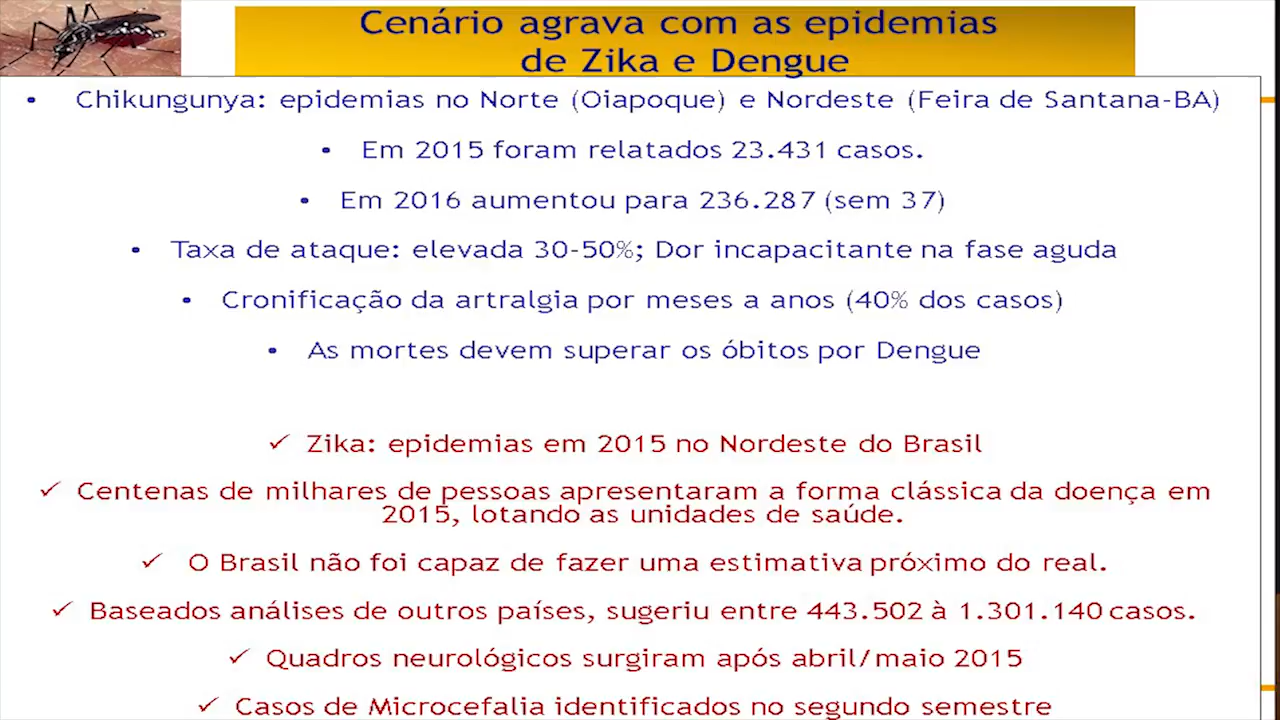 Cenário agrava com as epidemias
de Zika e Dengue
• Chikungunya: epidemias no Norte (Oiapoque) e Nordeste (Feira de Santana-BA)
• Em 2015 foram relatados 23.431 casos.
• Em 2016 aumentou para 236.287 (sem 37)
• Taxa de ataque: elevada 30-50%; Dor incapacitante na fase aguda
• Cronificação da artralgia por meses a anos (40% dos casos)
• As mortes devem superar os óbitos por Dengue
✓ Zika: epidemias em 2015 no Nordeste do Brasil
✓ Centenas de milhares de pessoas apresentaram a forma clássica da doença em
2015, lotando as unidades de saúde.
✓ O Brasil não foi capaz de fazer uma estimativa próximo do real.
✓ Baseados análises de outros países, sugeriu entre 443.502 à 1.301.140 casos.
✓ Quadros neurológicos surgiram após abril/maio 2015
✓ Casos de Microcefalia identificados no segundo semestre